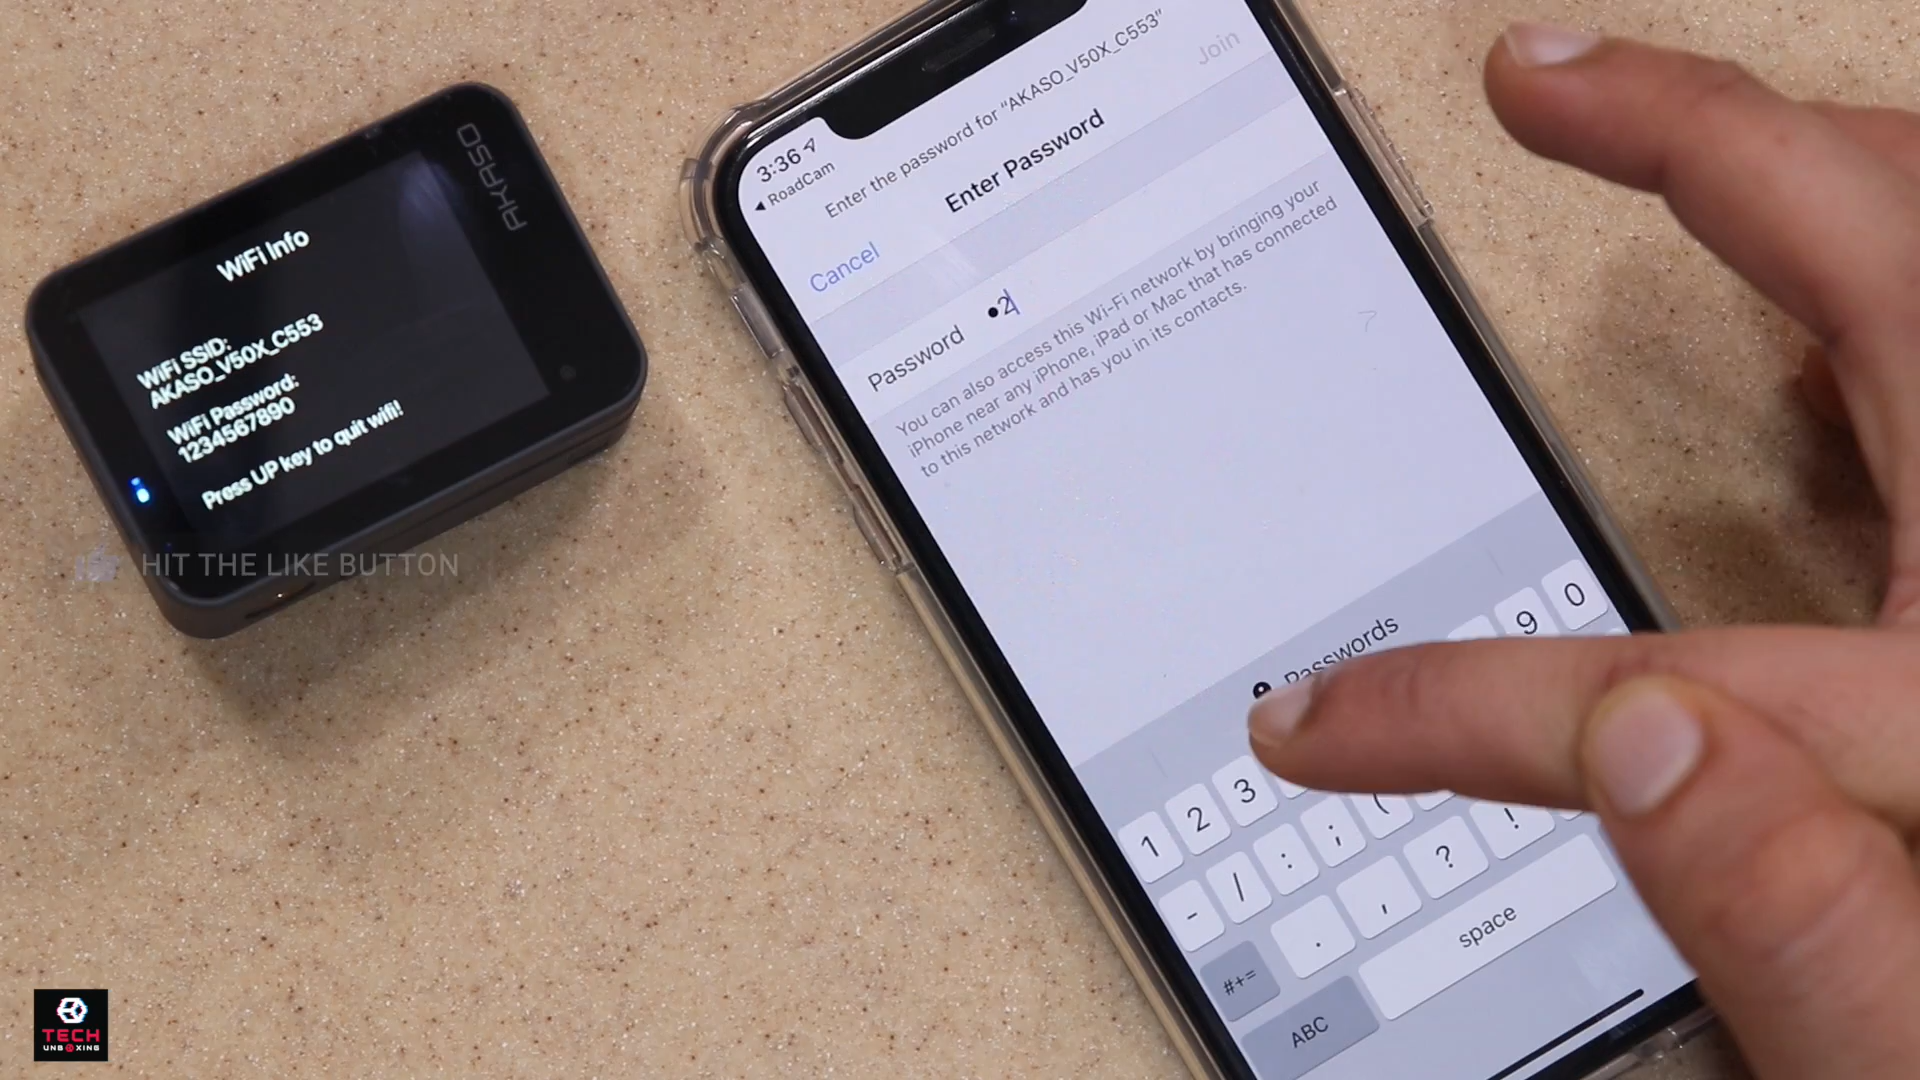 AKASO
WiFi Info
WiFi SSID:
AKASO_V50X_C553
WiFi Password:
1234567890
Press UP key to quit wifi!
HIT THE LIKE BUTTON
3:36
RoadCam
Enter the password for “AKASO_V50X_C553”
Cancel
Enter Password
Join
Password
•2
You can also access this Wi-Fi network by bringing your
iPhone near any iPhone, iPad or Mac that has connected
to this network and has you in its contacts.
Passwords
1 2 3 9 0
- / : ; (
#+= . , ? !
ABC space
TECH
UNBOXING